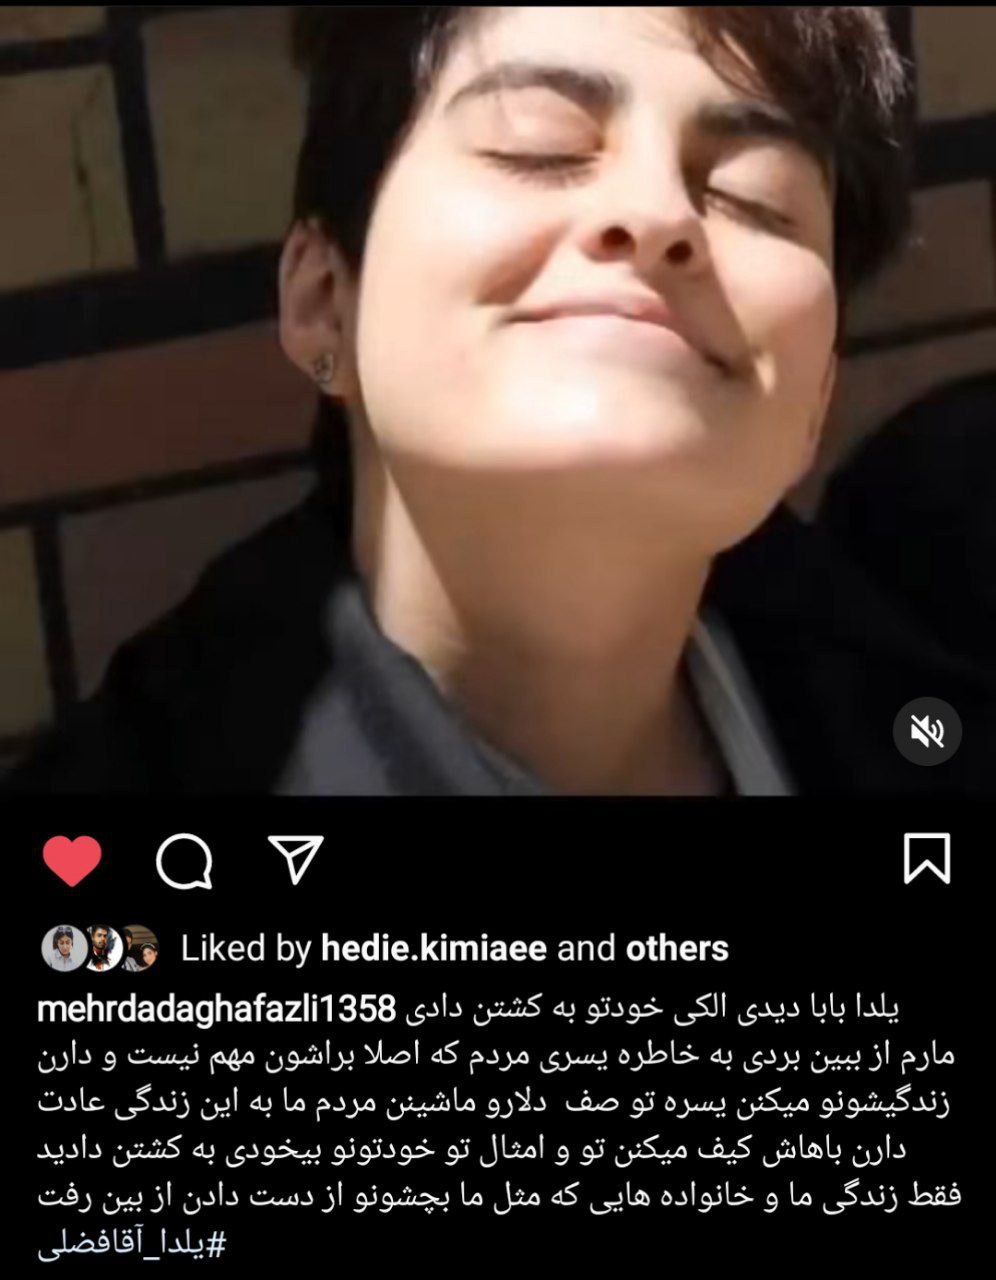 Liked by hedie.kimiaee and others
mehrdadaghafazli1358 یلدا بابا دیدی الکی خودتو به کشتن دادی
مارم از ببین بردی به خاطره یسری مردم که اصلا براشون مهم نیست و دارن
زندگیشونو میکنن یسره تو صف دلارو ماشینن مردم ما به این زندگی عادت
دارن باهاش کیف میکنن تو و امثال تو خودتونو بیخودی به کشتن دادید
فقط زندگی ما و خانواده هایی که مثل ما بچشونو از دست دادن از بین رفت
#یلدا_آقافضلی